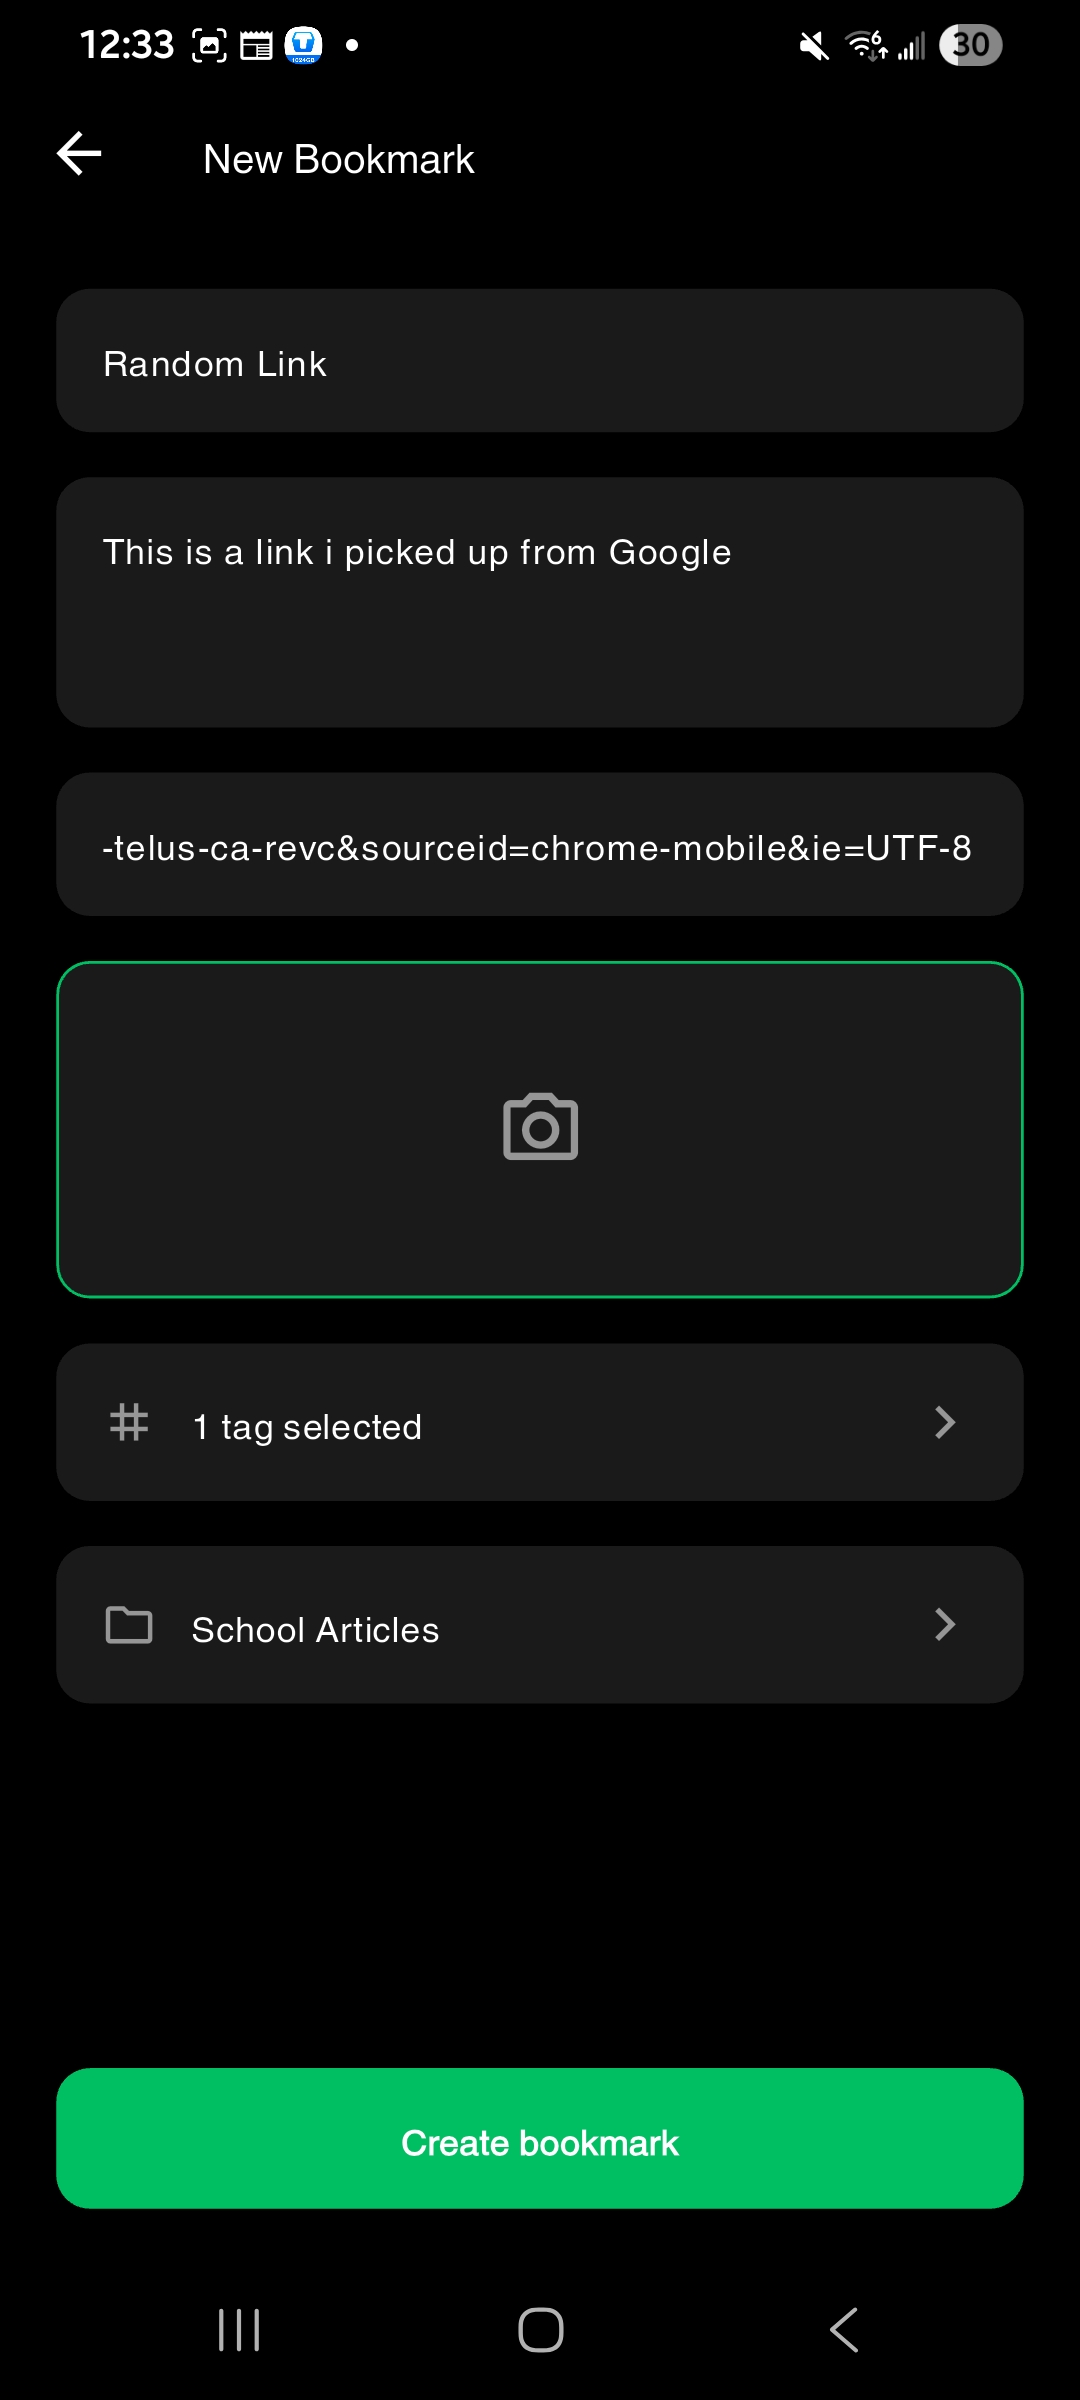 12:33
6
30
New Bookmark
Random Link
This is a link i picked up from Google
-telus-ca-revc&sourceid=chrome-mobile&ie=UTF-8
1 tag selected
School Articles
Create bookmark